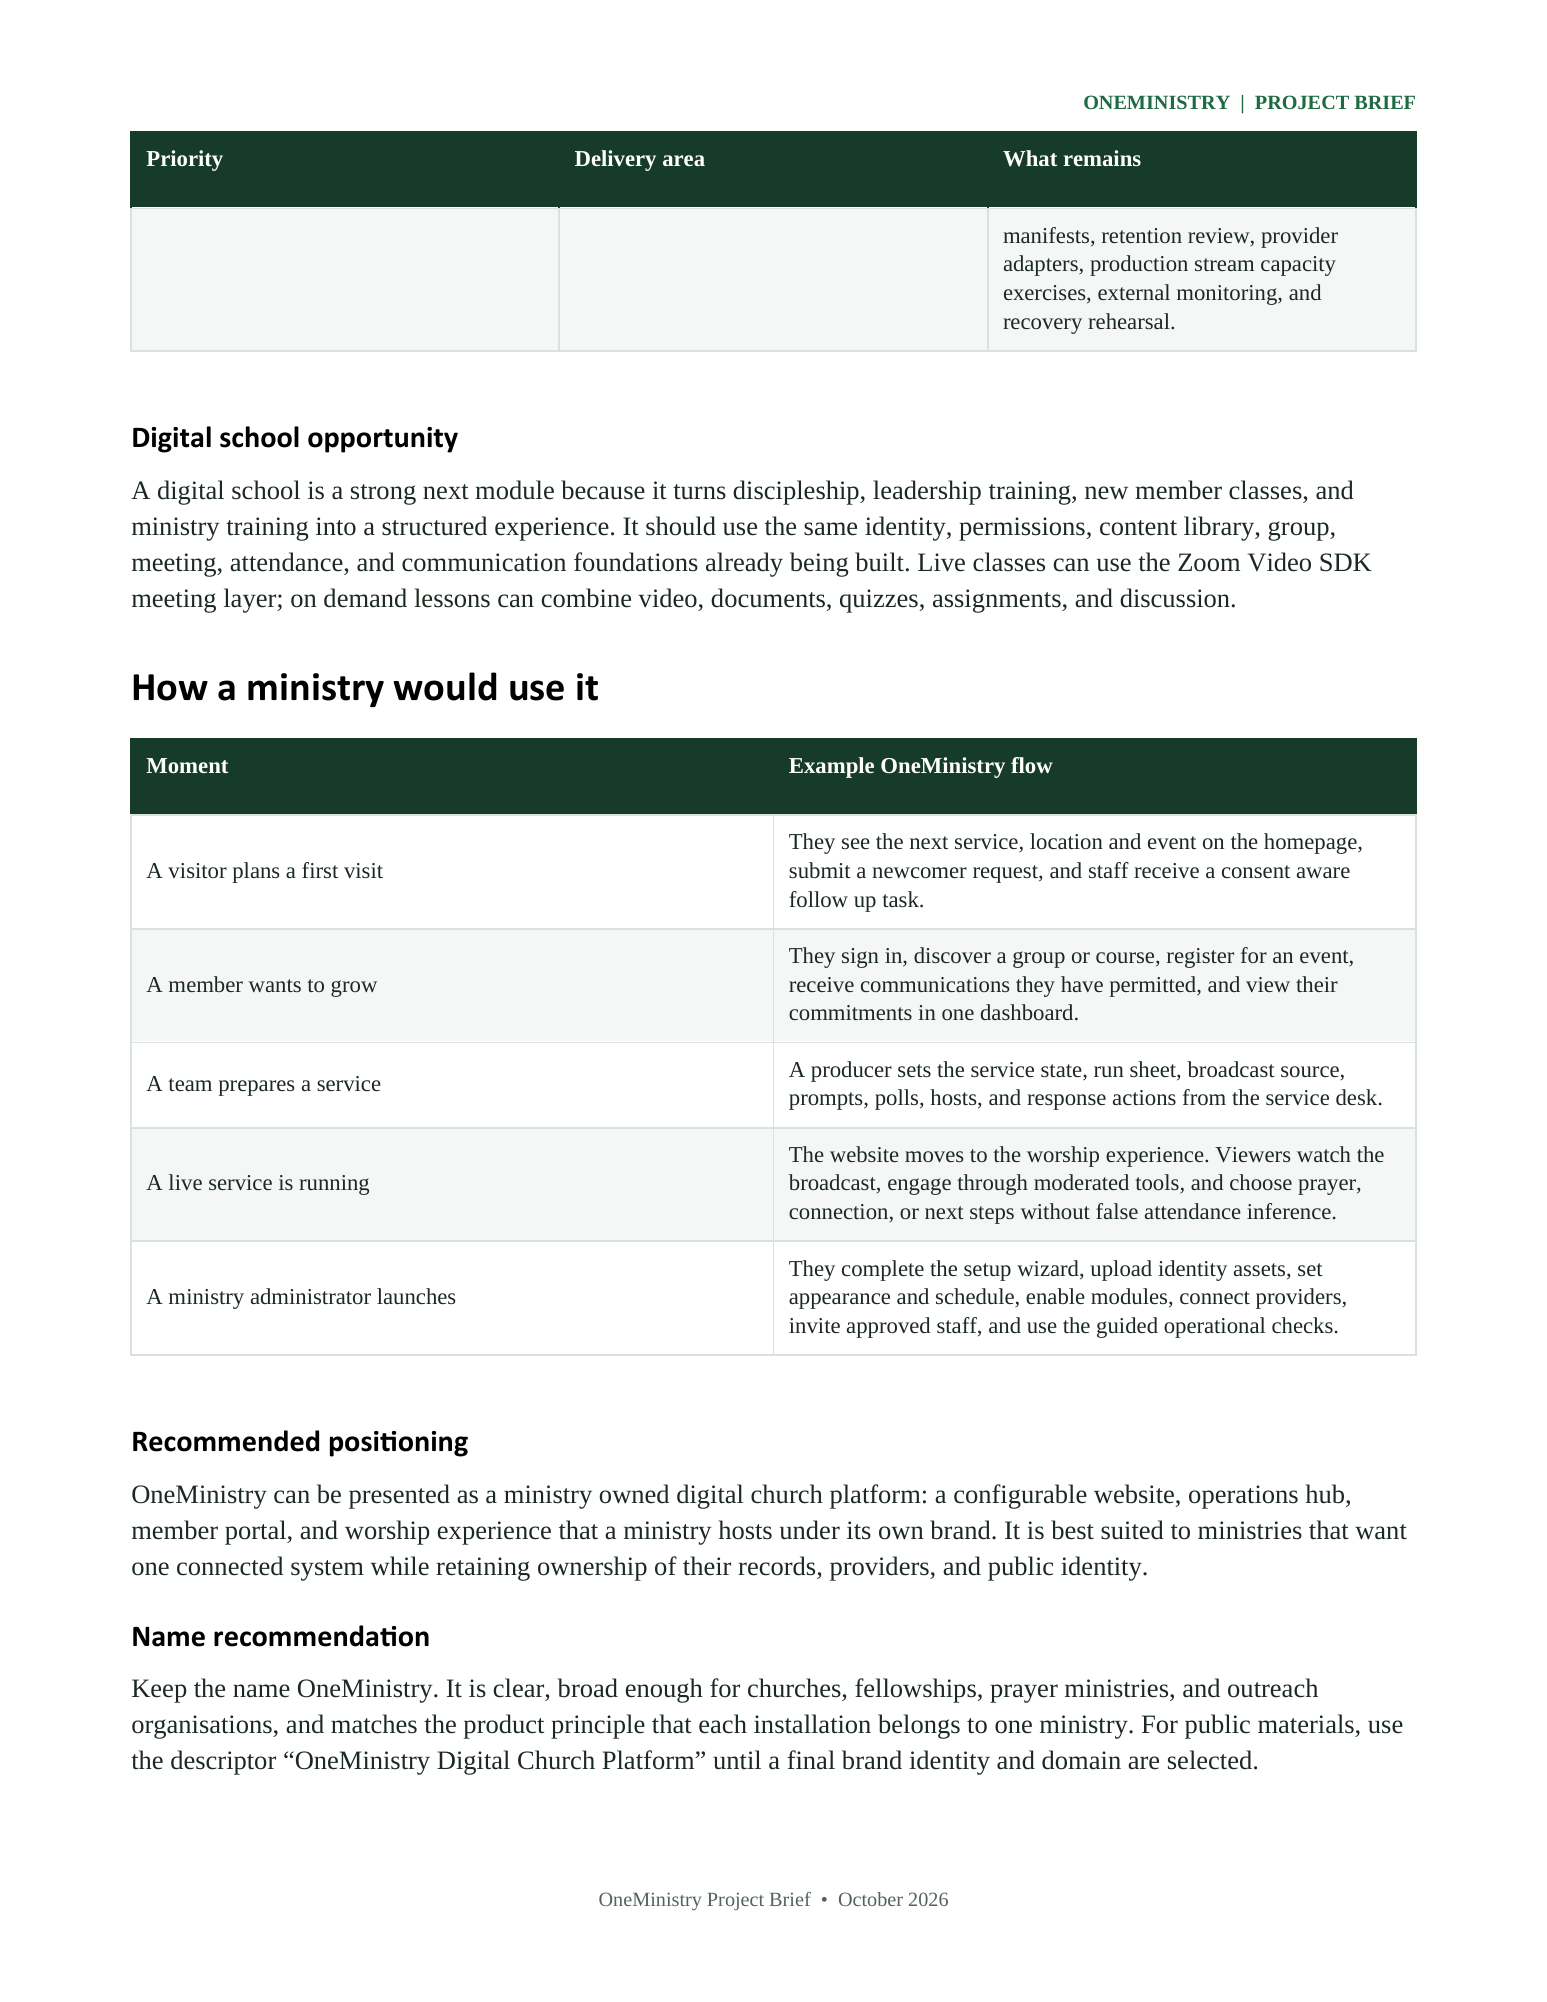 ONEMINISTRY | PROJECT BRIEF
Priority Delivery area What remains
manifests, retention review, provider
adapters, production stream capacity
exercises, external monitoring, and
recovery rehearsal.
Digital school opportunity
A digital school is a strong next module because it turns discipleship, leadership training, new member classes, and
ministry training into a structured experience. It should use the same identity, permissions, content library, group,
meeting, attendance, and communication foundations already being built. Live classes can use the Zoom Video SDK
meeting layer; on demand lessons can combine video, documents, quizzes, assignments, and discussion.
How a ministry would use it
Moment Example OneMinistry flow
A visitor plans a first visit
They see the next service, location and event on the homepage,
submit a newcomer request, and staff receive a consent aware
follow up task.
A member wants to grow
They sign in, discover a group or course, register for an event,
receive communications they have permitted, and view their
commitments in one dashboard.
A team prepares a service
A producer sets the service state, run sheet, broadcast source,
prompts, polls, hosts, and response actions from the service desk.
A live service is running
The website moves to the worship experience. Viewers watch the
broadcast, engage through moderated tools, and choose prayer,
connection, or next steps without false attendance inference.
A ministry administrator launches
They complete the setup wizard, upload identity assets, set
appearance and schedule, enable modules, connect providers,
invite approved staff, and use the guided operational checks.
Recommended positioning
OneMinistry can be presented as a ministry owned digital church platform: a configurable website, operations hub,
member portal, and worship experience that a ministry hosts under its own brand. It is best suited to ministries that want
one connected system while retaining ownership of their records, providers, and public identity.
Name recommendation
Keep the name OneMinistry. It is clear, broad enough for churches, fellowships, prayer ministries, and outreach
organisations, and matches the product principle that each installation belongs to one ministry. For public materials, use
the descriptor “OneMinistry Digital Church Platform” until a final brand identity and domain are selected.
OneMinistry Project Brief • October 2026